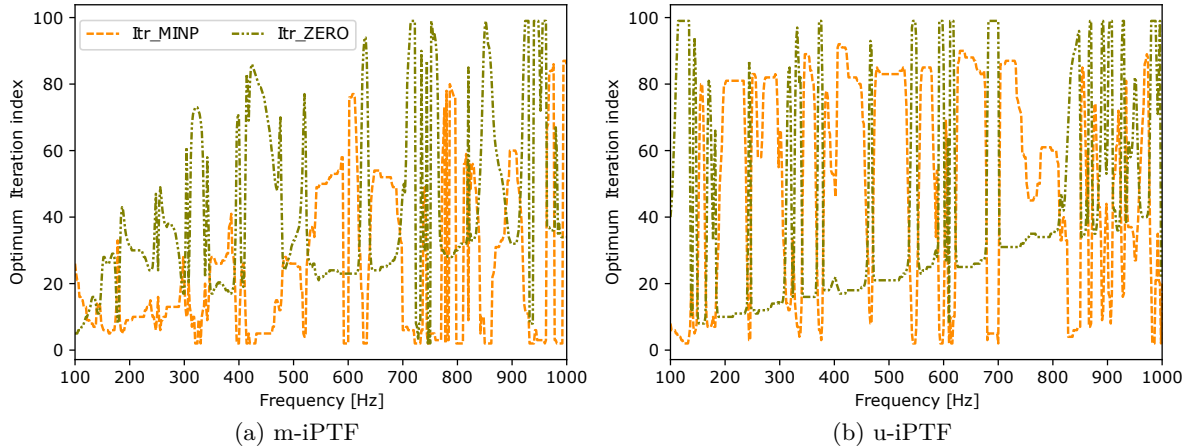 Itr_MINP Itr_ZERO
Optimum Iteration index
0 20 40 60 80 100
100 200 300 400 500 600 700 800 900 1000
Frequency [Hz]
(a) m-iPTF
Optimum Iteration index
0 20 40 60 80 100
100 200 300 400 500 600 700 800 900 1000
Frequency [Hz]
(b) u-iPTF